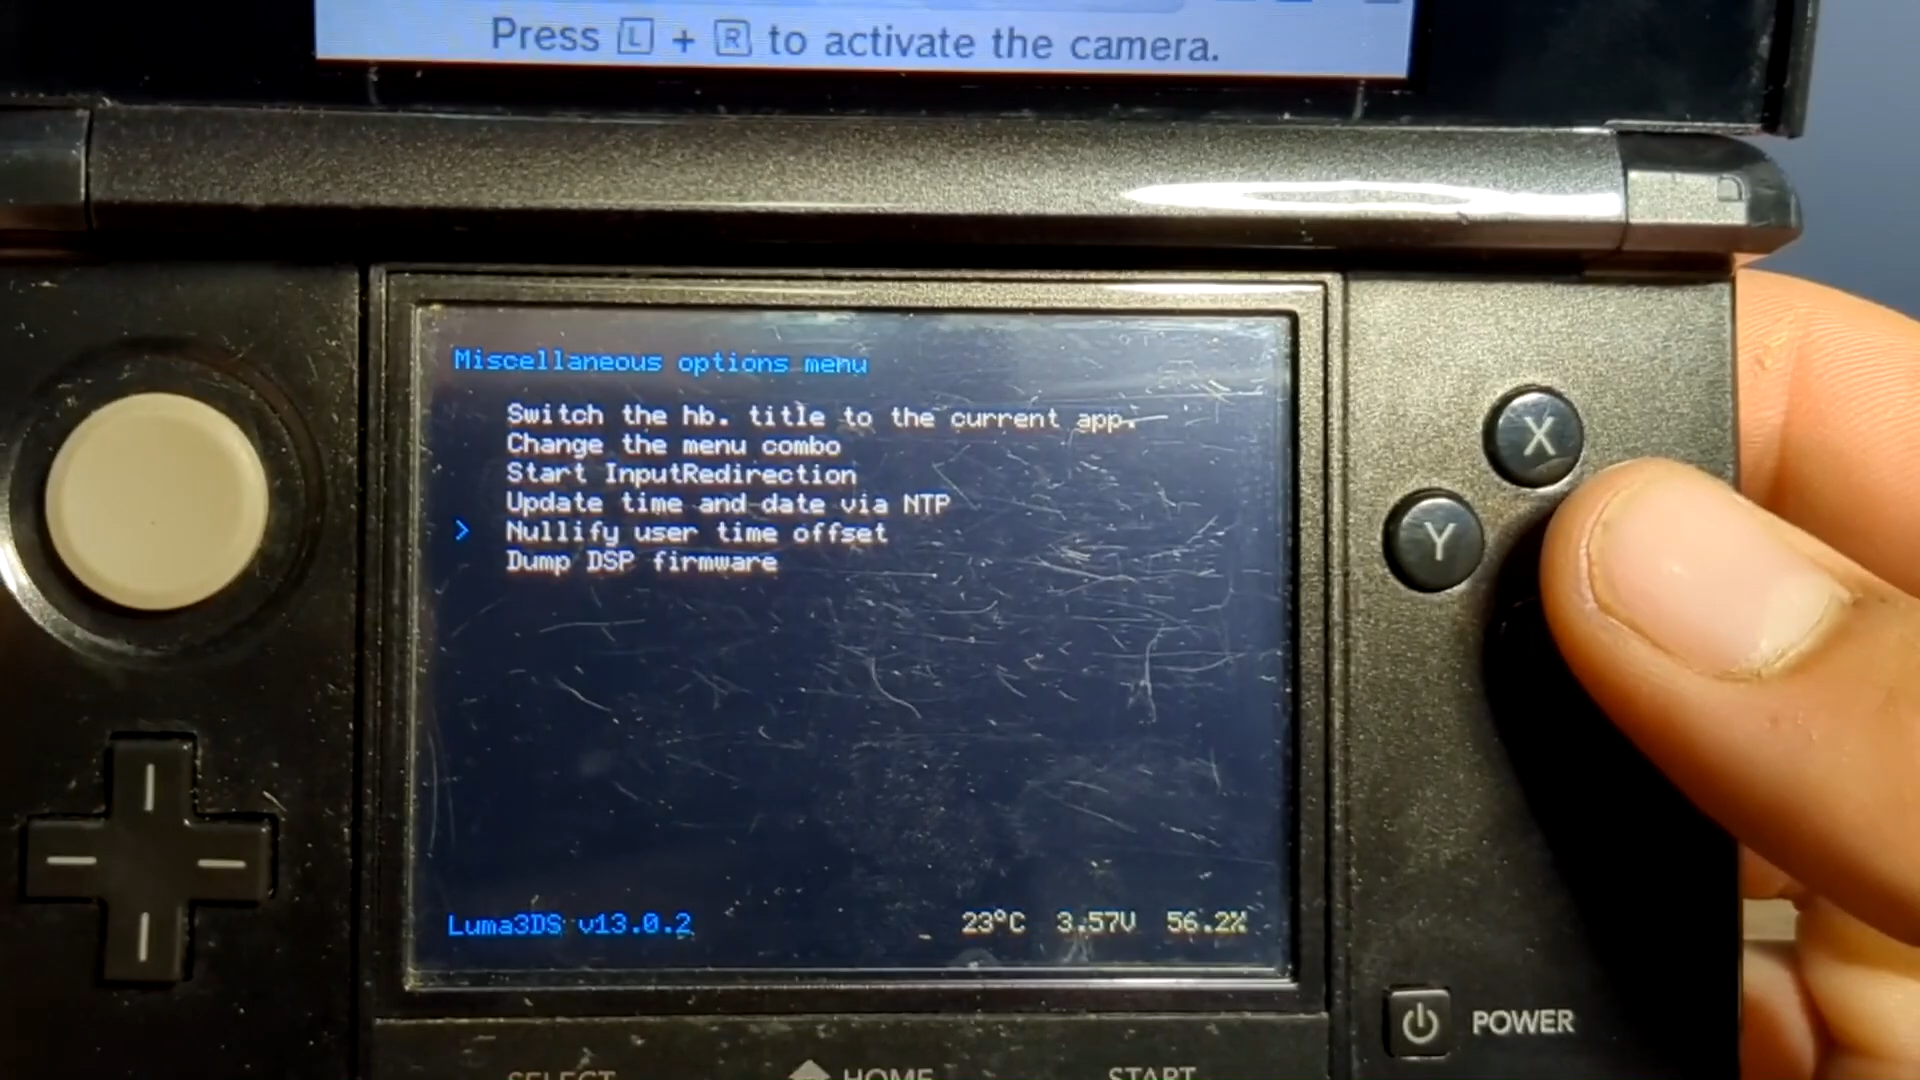 Press L + R to activate the camera.
Miscellaneous options menu
Switch the hb. title to the current app.
Change the menu combo
Start InputRedirection
Update time and date via NTP
> Nullify user time offset
Dump DSP firmware
Luma3DS v13.0.2
23°C 3.57V 56.2%
X
Y
POWER
SELECT
HOME
START